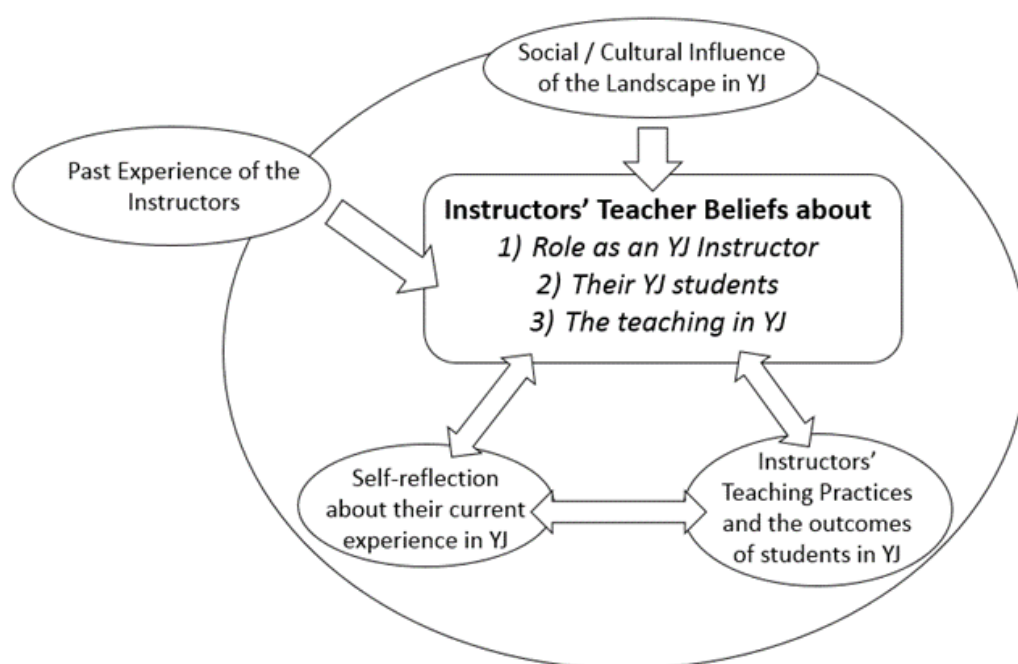 Social / Cultural Influence
of the Landscape in YJ
Past Experience of the
Instructors
Instructors’ Teacher Beliefs about
1) Role as an YJ Instructor
2) Their YJ students
3) The teaching in YJ
Self-reflection
about their current
experience in YJ
Instructors’
Teaching Practices
and the outcomes
of students in YJ